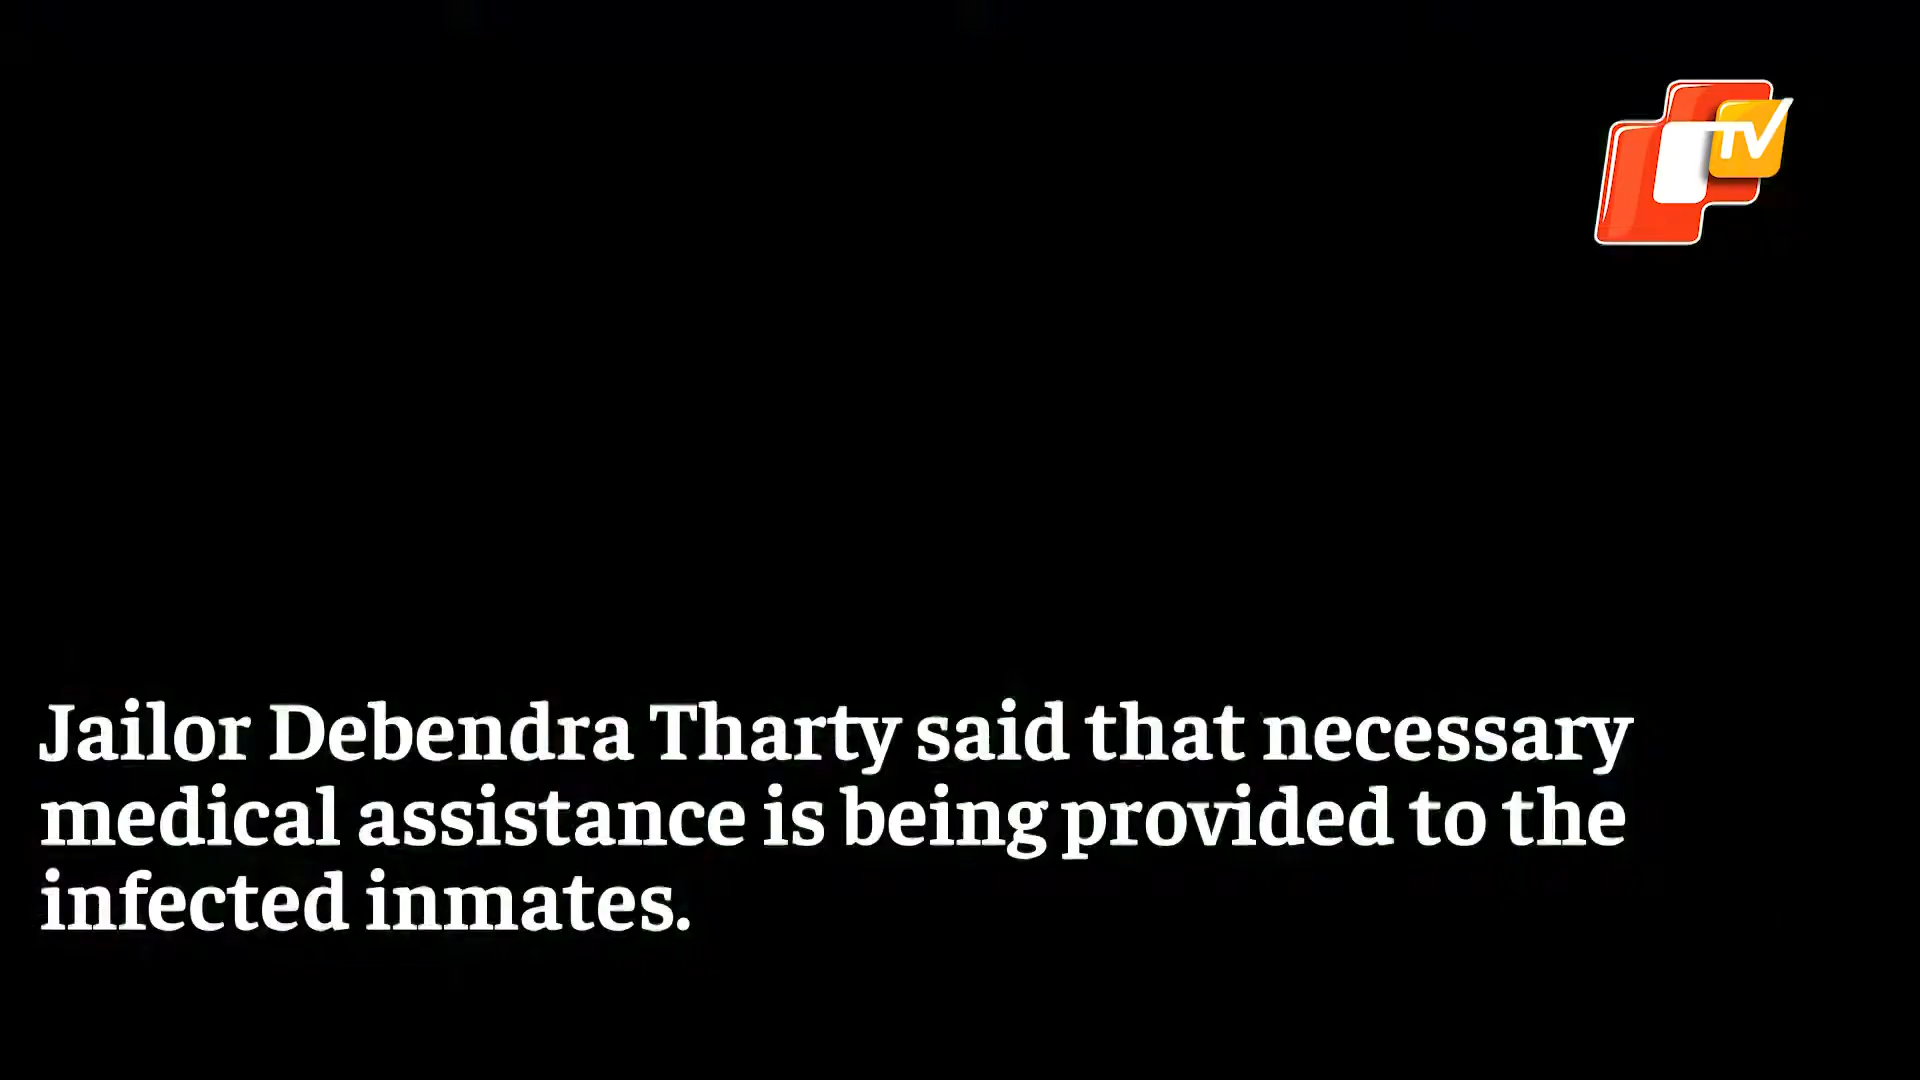 TV
Jailor Debendra Tharty said that necessary
medical assistance is being provided to the
infected inmates.